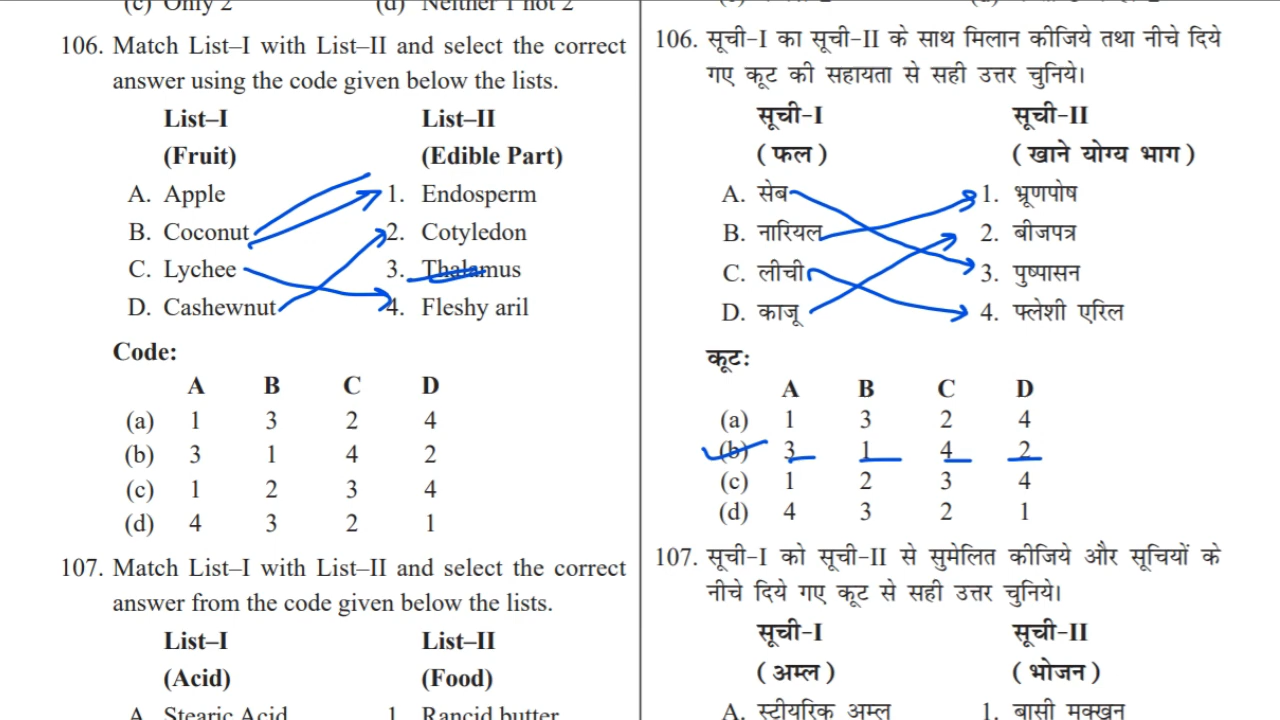 (c) Only 2 (d) Neither 1 not 2
106. Match List–I with List–II and select the correct
answer using the code given below the lists.
List–I List–II
(Fruit) (Edible Part)
A. Apple 1. Endosperm
B. Coconut 2. Cotyledon
C. Lychee 3. Thalamus
D. Cashewnut 4. Fleshy aril
Code:
A B C D
(a) 1 3 2 4
(b) 3 1 4 2
(c) 1 2 3 4
(d) 4 3 2 1
107. Match List–I with List–II and select the correct
answer from the code given below the lists.
List–I List–II
(Acid) (Food)
A. Stearic Acid 1. Rancid butter
106. सूची-I का सूची-II के साथ मिलान कीजिये तथा नीचे दिये
गए कूट की सहायता से सही उत्तर चुनिये।
सूची-I सूची-II
(फल) (खाने योग्य भाग)
A. सेब 1. भ्रूणपोष
B. नारियल 2. बीजपत्र
C. लीची 3. पुष्पासन
D. काजू 4. फ्लेशी एरिल
कूट:
A B C D
(a) 1 3 2 4
(b) 3 1 4 2
(c) 1 2 3 4
(d) 4 3 2 1
107. सूची-I को सूची-II से सुमेलित कीजिये और सूचियों के
नीचे दिये गए कूट से सही उत्तर चुनिये।
सूची-I सूची-II
(अम्ल) (भोजन)
A. स्टीयरिक अम्ल 1. बासी मक्खन